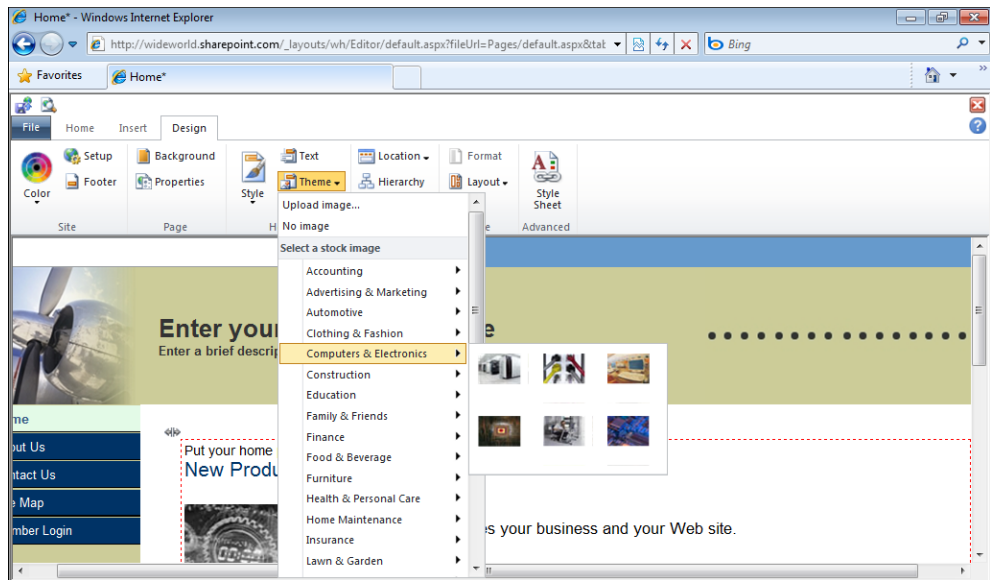 Home* - Windows Internet Explorer
http://wideworld.sharepoint.com/_layouts/wh/Editor/default.aspx?fileUrl=Pages/default.aspx&tab
Bing
Favorites
Home*
File Home Insert Design
Setup Background Text Location Format
Color Footer Properties Style Theme Hierarchy Layout Style Sheet
Site Page H e Advanced
Upload image...
No image
Select a stock image
Accounting
Advertising & Marketing
Automotive
Clothing & Fashion
Computers & Electronics
Construction
Education
Family & Friends
Finance
Food & Beverage
Furniture
Health & Personal Care
Home Maintenance
Insurance
Lawn & Garden
Enter your e
Enter a brief descrip
me
out Us
ntact Us
e Map
mber Login
Put your home
New Produ
es your business and your Web site.